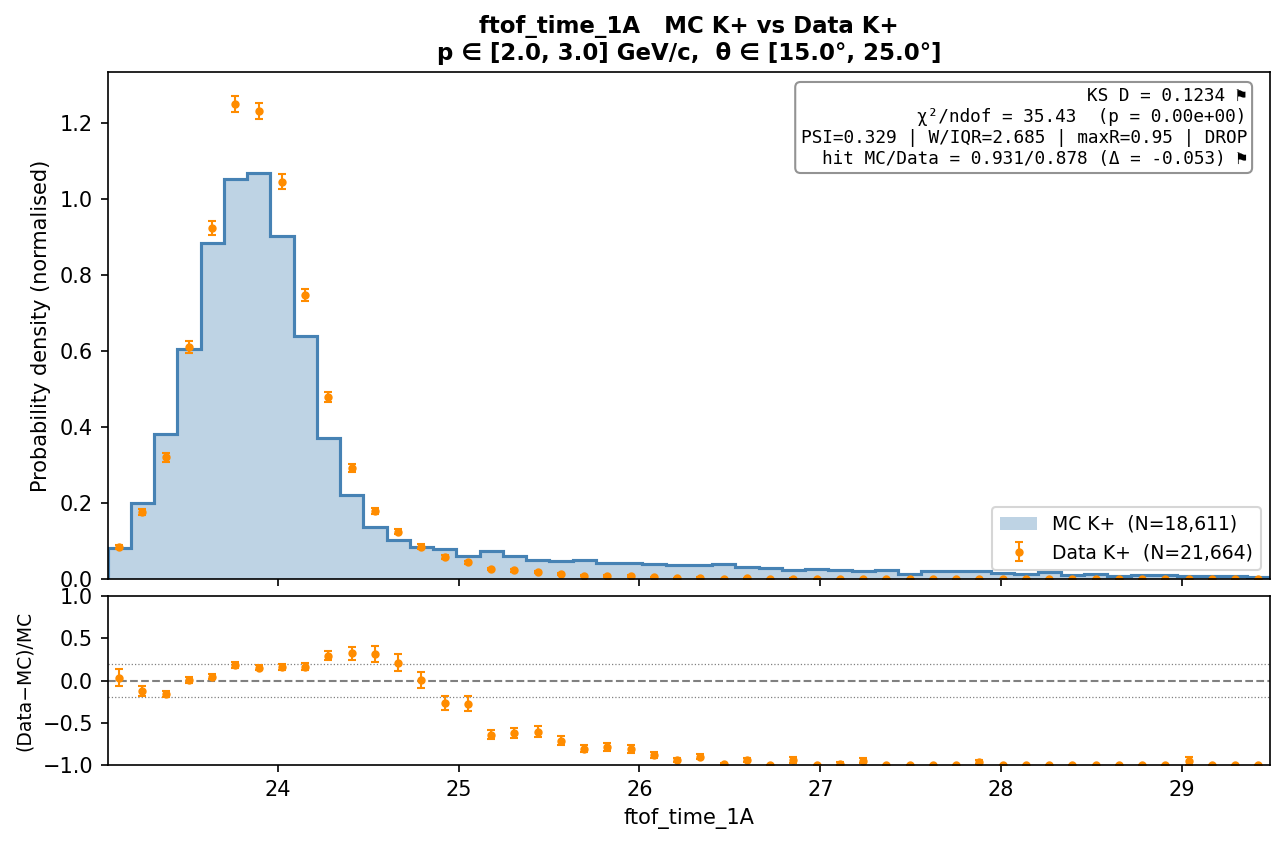 ftof_time_1A   MC K+ vs Data K+
p ∈ [2.0, 3.0] GeV/c,  θ ∈ [15.0°, 25.0°]
KS D = 0.1234 ⚑
χ²/ndof = 35.43  (p = 0.00e+00)
PSI=0.329 | W/IQR=2.685 | maxR=0.95 | DROP
hit MC/Data = 0.931/0.878 (Δ = -0.053) ⚑
Probability density (normalised)
1.2
1.0
0.8
0.6
0.4
0.2
0.0
MC K+  (N=18,611)
Data K+  (N=21,664)
(Data−MC)/MC
1.0
0.5
0.0
−0.5
−1.0
24
25
26
27
28
29
ftof_time_1A